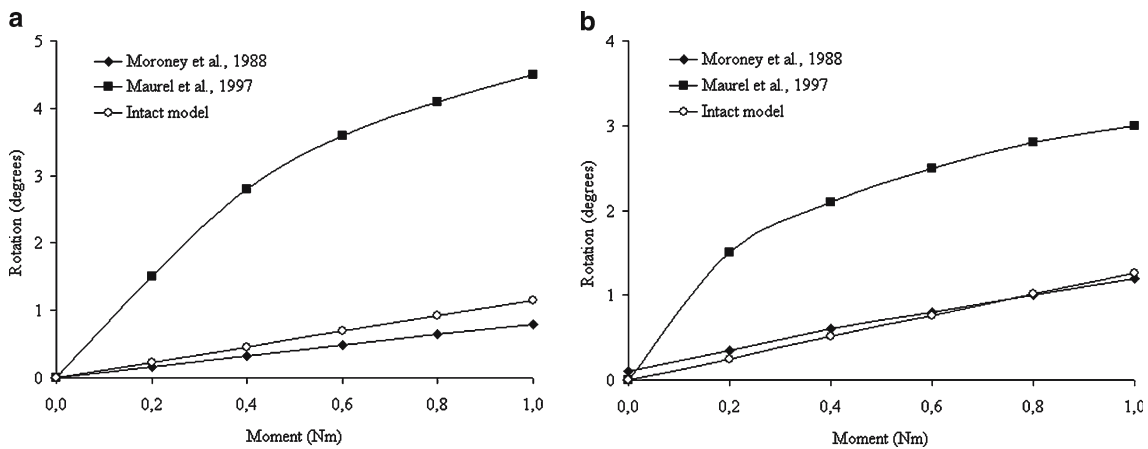 a
5
4
3
2
1
0
Rotation (degrees)
Moroney et al., 1988
Maurel et al., 1997
Intact model
0,0
0,2
0,4
0,6
0,8
1,0
Moment (Nm)
b
4
3
2
1
0
Rotation (degrees)
Moroney et al., 1988
Maurel et al., 1997
Intact model
0,0
0,2
0,4
0,6
0,8
1,0
Moment (Nm)